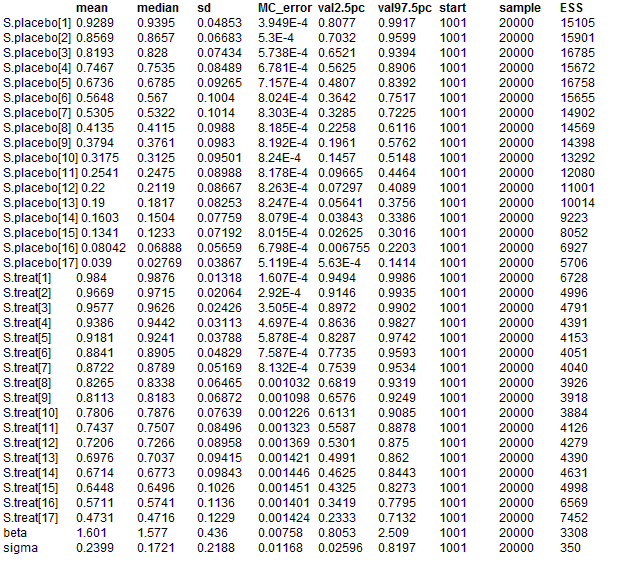 mean median sd MC_error val2.5pc val97.5pc start sample ESS
S.placebo[1] 0.9289 0.9395 0.04853 3.949E-4 0.8077 0.9917 1001 20000 15105
S.placebo[2] 0.8569 0.8657 0.06683 5.3E-4 0.7032 0.9599 1001 20000 15901
S.placebo[3] 0.8193 0.828 0.07434 5.738E-4 0.6521 0.9394 1001 20000 16785
S.placebo[4] 0.7467 0.7535 0.08489 6.781E-4 0.5625 0.8906 1001 20000 15672
S.placebo[5] 0.6736 0.6785 0.09265 7.157E-4 0.4807 0.8392 1001 20000 16758
S.placebo[6] 0.5648 0.567 0.1004 8.024E-4 0.3642 0.7517 1001 20000 15655
S.placebo[7] 0.5305 0.5322 0.1014 8.303E-4 0.3285 0.7225 1001 20000 14902
S.placebo[8] 0.4135 0.4115 0.0988 8.185E-4 0.2258 0.6116 1001 20000 14569
S.placebo[9] 0.3794 0.3761 0.0983 8.192E-4 0.1961 0.5762 1001 20000 14398
S.placebo[10] 0.3175 0.3125 0.09501 8.24E-4 0.1457 0.5148 1001 20000 13292
S.placebo[11] 0.2541 0.2475 0.08988 8.178E-4 0.09665 0.4464 1001 20000 12080
S.placebo[12] 0.22 0.2119 0.08667 8.263E-4 0.07297 0.4089 1001 20000 11001
S.placebo[13] 0.19 0.1817 0.08253 8.247E-4 0.05641 0.3756 1001 20000 10014
S.placebo[14] 0.1603 0.1504 0.07759 8.079E-4 0.03843 0.3386 1001 20000 9223
S.placebo[15] 0.1341 0.1233 0.07192 8.015E-4 0.02625 0.3016 1001 20000 8052
S.placebo[16] 0.08042 0.06888 0.05659 6.798E-4 0.006755 0.2203 1001 20000 6927
S.placebo[17] 0.039 0.02769 0.03867 5.119E-4 5.63E-4 0.1414 1001 20000 5706
S.treat[1] 0.984 0.9876 0.01318 1.607E-4 0.9494 0.9986 1001 20000 6728
S.treat[2] 0.9669 0.9715 0.02064 2.92E-4 0.9146 0.9935 1001 20000 4996
S.treat[3] 0.9577 0.9626 0.02426 3.505E-4 0.8972 0.9902 1001 20000 4791
S.treat[4] 0.9386 0.9442 0.03113 4.697E-4 0.8636 0.9827 1001 20000 4391
S.treat[5] 0.9181 0.9241 0.03788 5.878E-4 0.8287 0.9742 1001 20000 4153
S.treat[6] 0.8841 0.8905 0.04829 7.587E-4 0.7735 0.9593 1001 20000 4051
S.treat[7] 0.8722 0.8789 0.05169 8.132E-4 0.7539 0.9534 1001 20000 4040
S.treat[8] 0.8265 0.8338 0.06465 0.001032 0.6819 0.9319 1001 20000 3926
S.treat[9] 0.8113 0.8183 0.06872 0.001098 0.6576 0.9249 1001 20000 3918
S.treat[10] 0.7806 0.7876 0.07639 0.001226 0.6131 0.9085 1001 20000 3884
S.treat[11] 0.7437 0.7507 0.08496 0.001323 0.5587 0.8878 1001 20000 4126
S.treat[12] 0.7206 0.7266 0.08958 0.001369 0.5301 0.875 1001 20000 4279
S.treat[13] 0.6976 0.7037 0.09415 0.001421 0.4991 0.862 1001 20000 4390
S.treat[14] 0.6714 0.6773 0.09843 0.001446 0.4625 0.8443 1001 20000 4631
S.treat[15] 0.6448 0.6496 0.1026 0.001451 0.4325 0.8273 1001 20000 4998
S.treat[16] 0.5711 0.5741 0.1136 0.001401 0.3419 0.7795 1001 20000 6569
S.treat[17] 0.4731 0.4716 0.1229 0.001424 0.2333 0.7132 1001 20000 7452
beta 1.601 1.577 0.436 0.00758 0.8053 2.509 1001 20000 3308
sigma 0.2399 0.1721 0.2188 0.01168 0.02596 0.8197 1001 20000 350